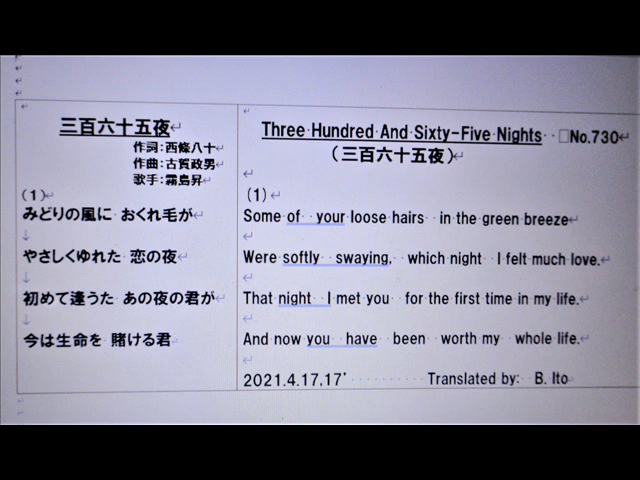 三百六十五夜
作詞:西條八十
作曲:古賀政男
歌手:霧島昇
(1)
みどりの風に おくれ毛が
やさしくゆれた 恋の夜
初めて逢うた あの夜の君が
今は生命を 賭ける君
Three Hundred And Sixty-Five Nights □No.730
(三百六十五夜)
(1)
Some of your loose hairs in the green breeze
Were softly swaying, which night I felt much love.
That night I met you for the first time in my life.
And now you have been worth my whole life.
2021.4.17,17' Translated by: B. Ito